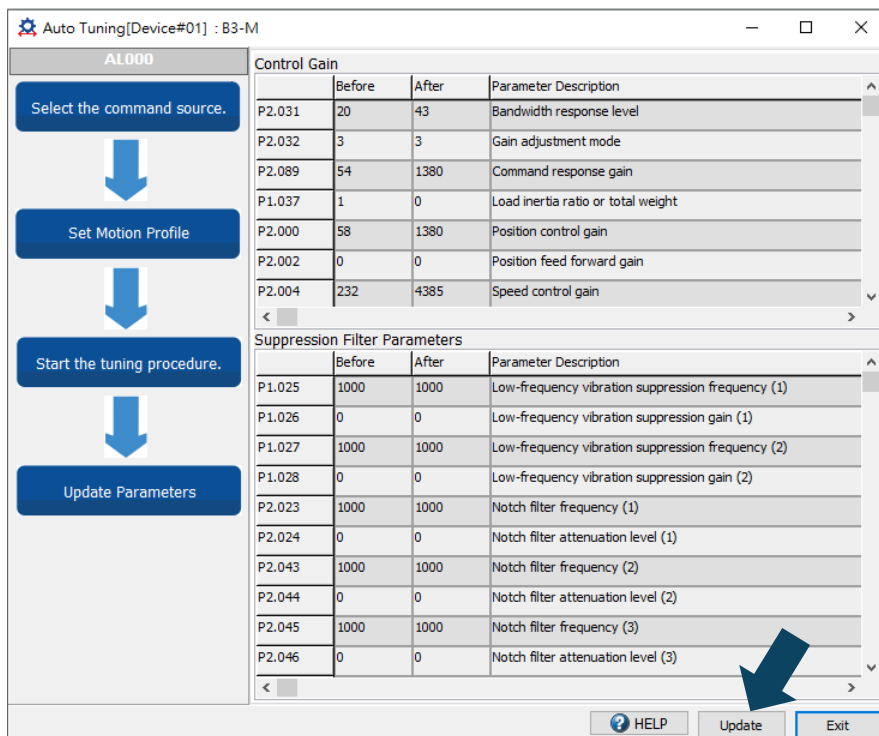 Auto Tuning[Device#01] : B3-M
AL000
Select the command source.
Set Motion Profile
Start the tuning procedure.
Update Parameters
Control Gain
Before After Parameter Description
P2.031 20 43 Bandwidth response level
P2.032 3 3 Gain adjustment mode
P2.089 54 1380 Command response gain
P1.037 1 0 Load inertia ratio or total weight
P2.000 58 1380 Position control gain
P2.002 0 0 Position feed forward gain
P2.004 232 4385 Speed control gain
Suppression Filter Parameters
Before After Parameter Description
P1.025 1000 1000 Low-frequency vibration suppression frequency (1)
P1.026 0 0 Low-frequency vibration suppression gain (1)
P1.027 1000 1000 Low-frequency vibration suppression frequency (2)
P1.028 0 0 Low-frequency vibration suppression gain (2)
P2.023 1000 1000 Notch filter frequency (1)
P2.024 0 0 Notch filter attenuation level (1)
P2.043 1000 1000 Notch filter frequency (2)
P2.044 0 0 Notch filter attenuation level (2)
P2.045 1000 1000 Notch filter frequency (3)
P2.046 0 0 Notch filter attenuation level (3)
HELP Update Exit